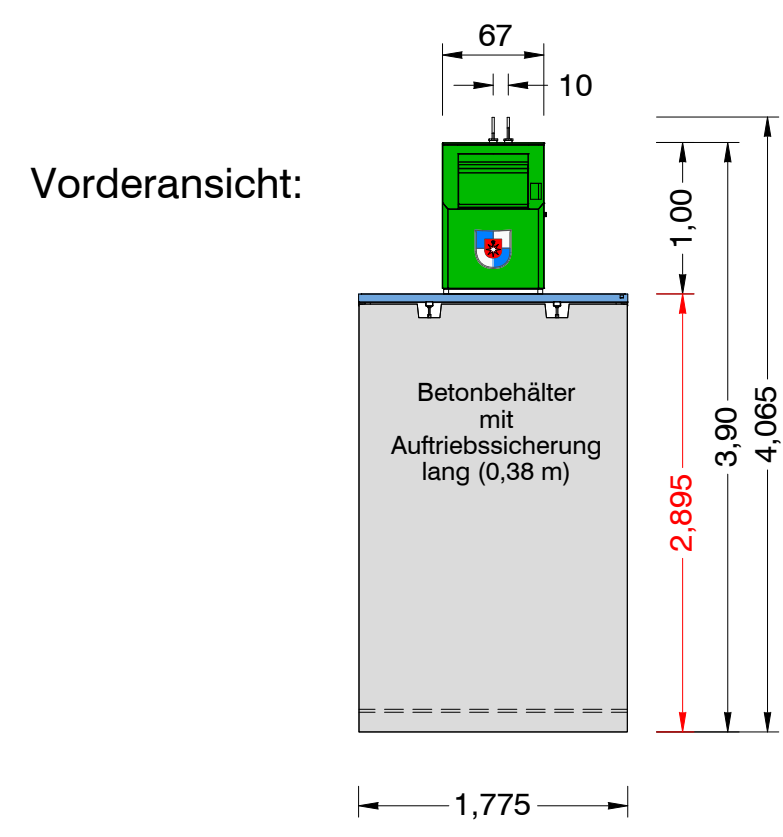 67
10
Vorderansicht:
1,00
Betonbehälter
mit
Auftriebssicherung
lang (0,38 m)
2,895
3,90
4,065
1,775